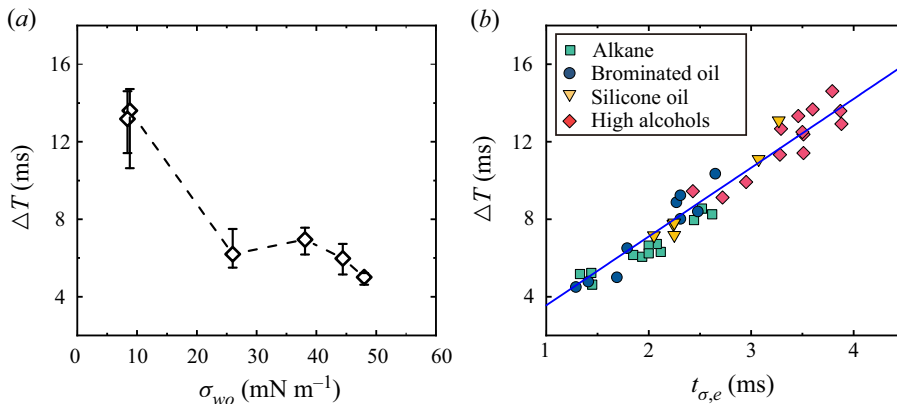 (a)
16
12
8
4
ΔT (ms)
0 10 20 30 40 50 60
σwo (mN m–1)
(b)
Alkane
Brominated oil
Silicone oil
High alcohols
16
12
8
4
ΔT (ms)
1 2 3 4
tσ,e (ms)